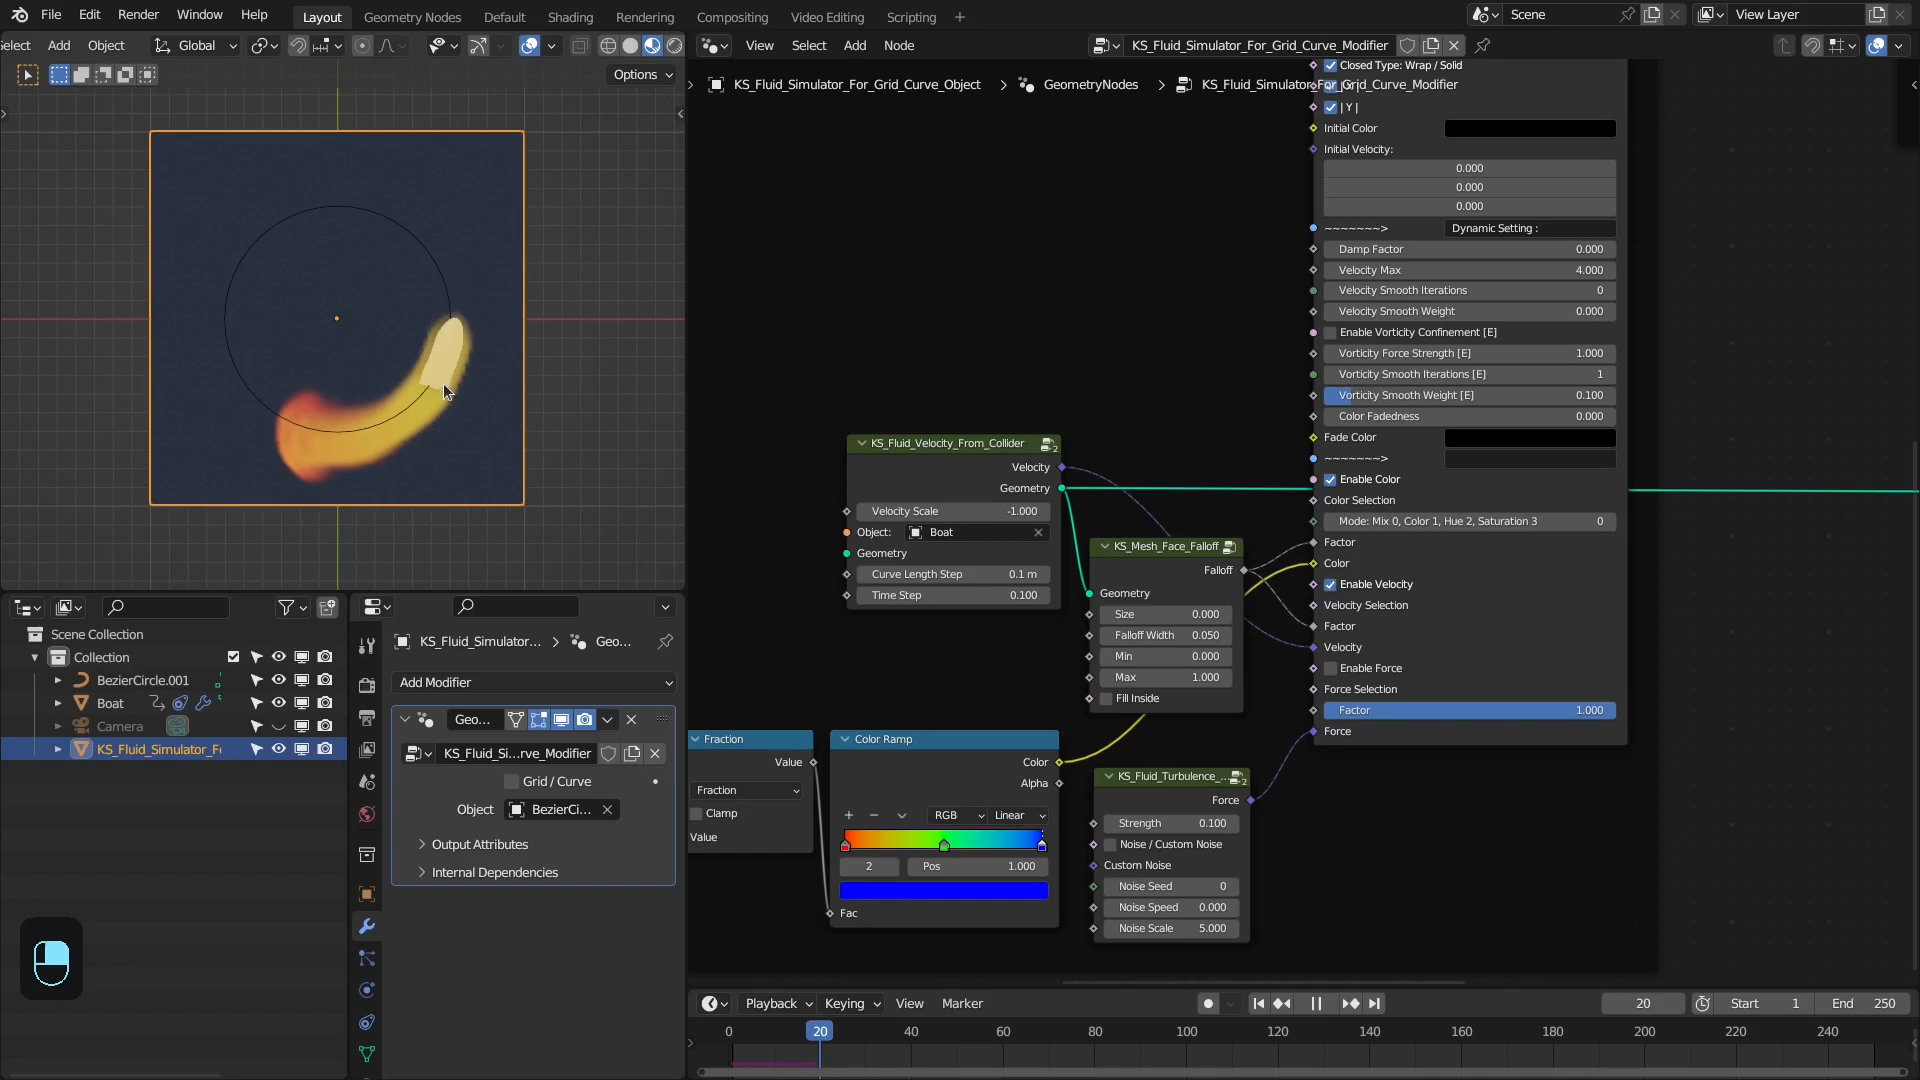 File Edit Render Window Help
Layout Geometry Nodes Default Shading Rendering Compositing Video Editing Scripting +
Scene
View Layer
elect Add Object Global
View Select Add Node KS_Fluid_Simulator_For_Grid_Curve_Modifier
Options
KS_Fluid_Simulator_For_Grid_Curve_Object > GeometryNodes > KS_Fluid_Simulator_For_Grid_Curve_Modifier
Closed Type: Wrap / Solid
| Y |
Initial Color
Initial Velocity:
0.000
0.000
0.000
~~~~~~~> Dynamic Setting :
Damp Factor 0.000
Velocity Max 4.000
Velocity Smooth Iterations 0
Velocity Smooth Weight 0.000
Enable Vorticity Confinement [E]
Vorticity Force Strength [E] 1.000
Vorticity Smooth Iterations [E] 1
Vorticity Smooth Weight [E] 0.100
Color Fadedness 0.000
Fade Color
~~~~~~~>
Enable Color
Color Selection
Mode: Mix 0, Color 1, Hue 2, Saturation 3 0
Factor
Color
Enable Velocity
Velocity Selection
Factor
Velocity
Enable Force
Force Selection
Factor 1.000
Force
KS_Fluid_Velocity_From_Collider 2
Velocity
Geometry
Velocity Scale -1.000
Object: Boat
Geometry
Curve Length Step 0.1 m
Time Step 0.100
KS_Mesh_Face_Falloff
Falloff
Geometry
Size 0.000
Falloff Width 0.050
Min 0.000
Max 1.000
Fill Inside
Fraction
Value
Fraction
Clamp
Value
Color Ramp
Color
Alpha
RGB Linear
2 Pos 1.000
Fac
KS_Fluid_Turbulence_... 2
Force
Strength 0.100
Noise / Custom Noise
Custom Noise
Noise Seed 0
Noise Speed 0.000
Noise Scale 5.000
Scene Collection
Collection
BezierCircle.001
Boat
Camera
KS_Fluid_Simulator_F
KS_Fluid_Simulator... > Geo...
Add Modifier
Geo...
KS_Fluid_Si...rve_Modifier
Grid / Curve
Object BezierCi...
Output Attributes
Internal Dependencies
Playback Keying View Marker
20 Start 1 End 250
0 20 40 60 80 100 120 140 160 180 200 220 240